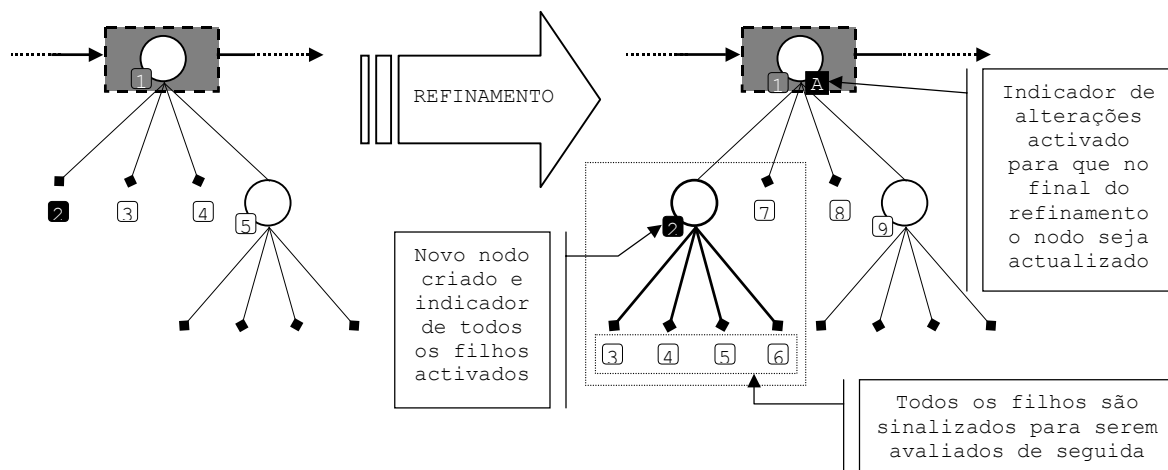 1
REFINAMENTO
1 A
2
3
4
5
2
7
8
9
3
4
5
6
Indicador de
alterações
activado
para que no
final do
refinamento
o nodo seja
actualizado
Novo nodo
criado e
indicador
de todos
os filhos
activados
Todos os filhos são
sinalizados para serem
avaliados de seguida